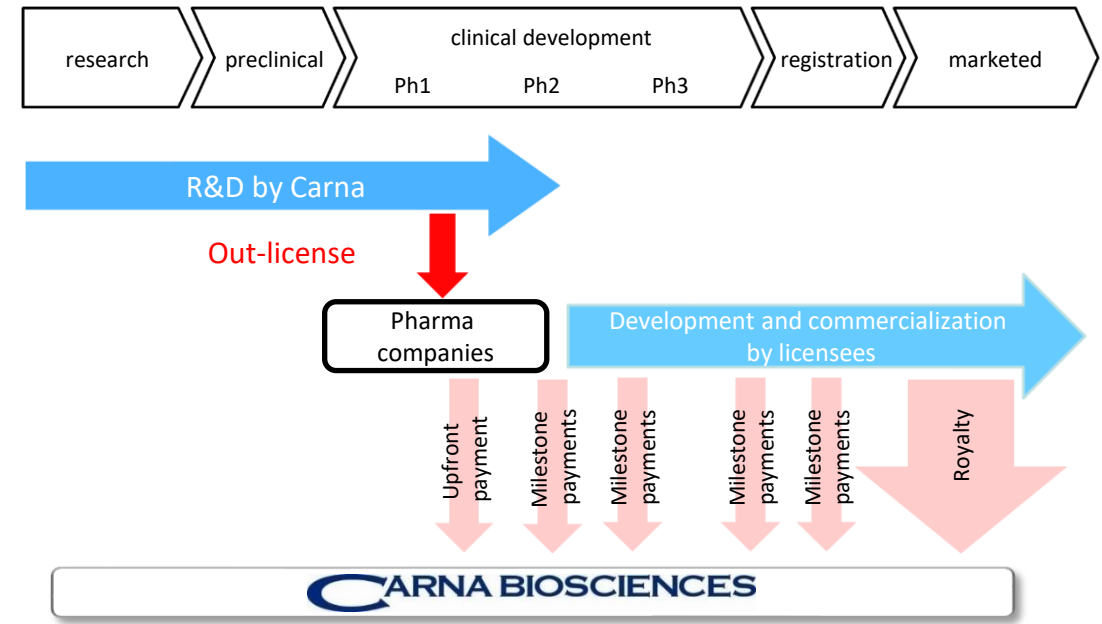 research
preclinical
clinical development
Ph1
Ph2
Ph3
registration
marketed
R&D by Carna
Out-license
Pharma
companies
Development and commercialization
by licensees
Upfront
payment
Milestone
payments
Milestone
payments
Milestone
payments
Milestone
payments
Royalty
CARNA BIOSCIENCES